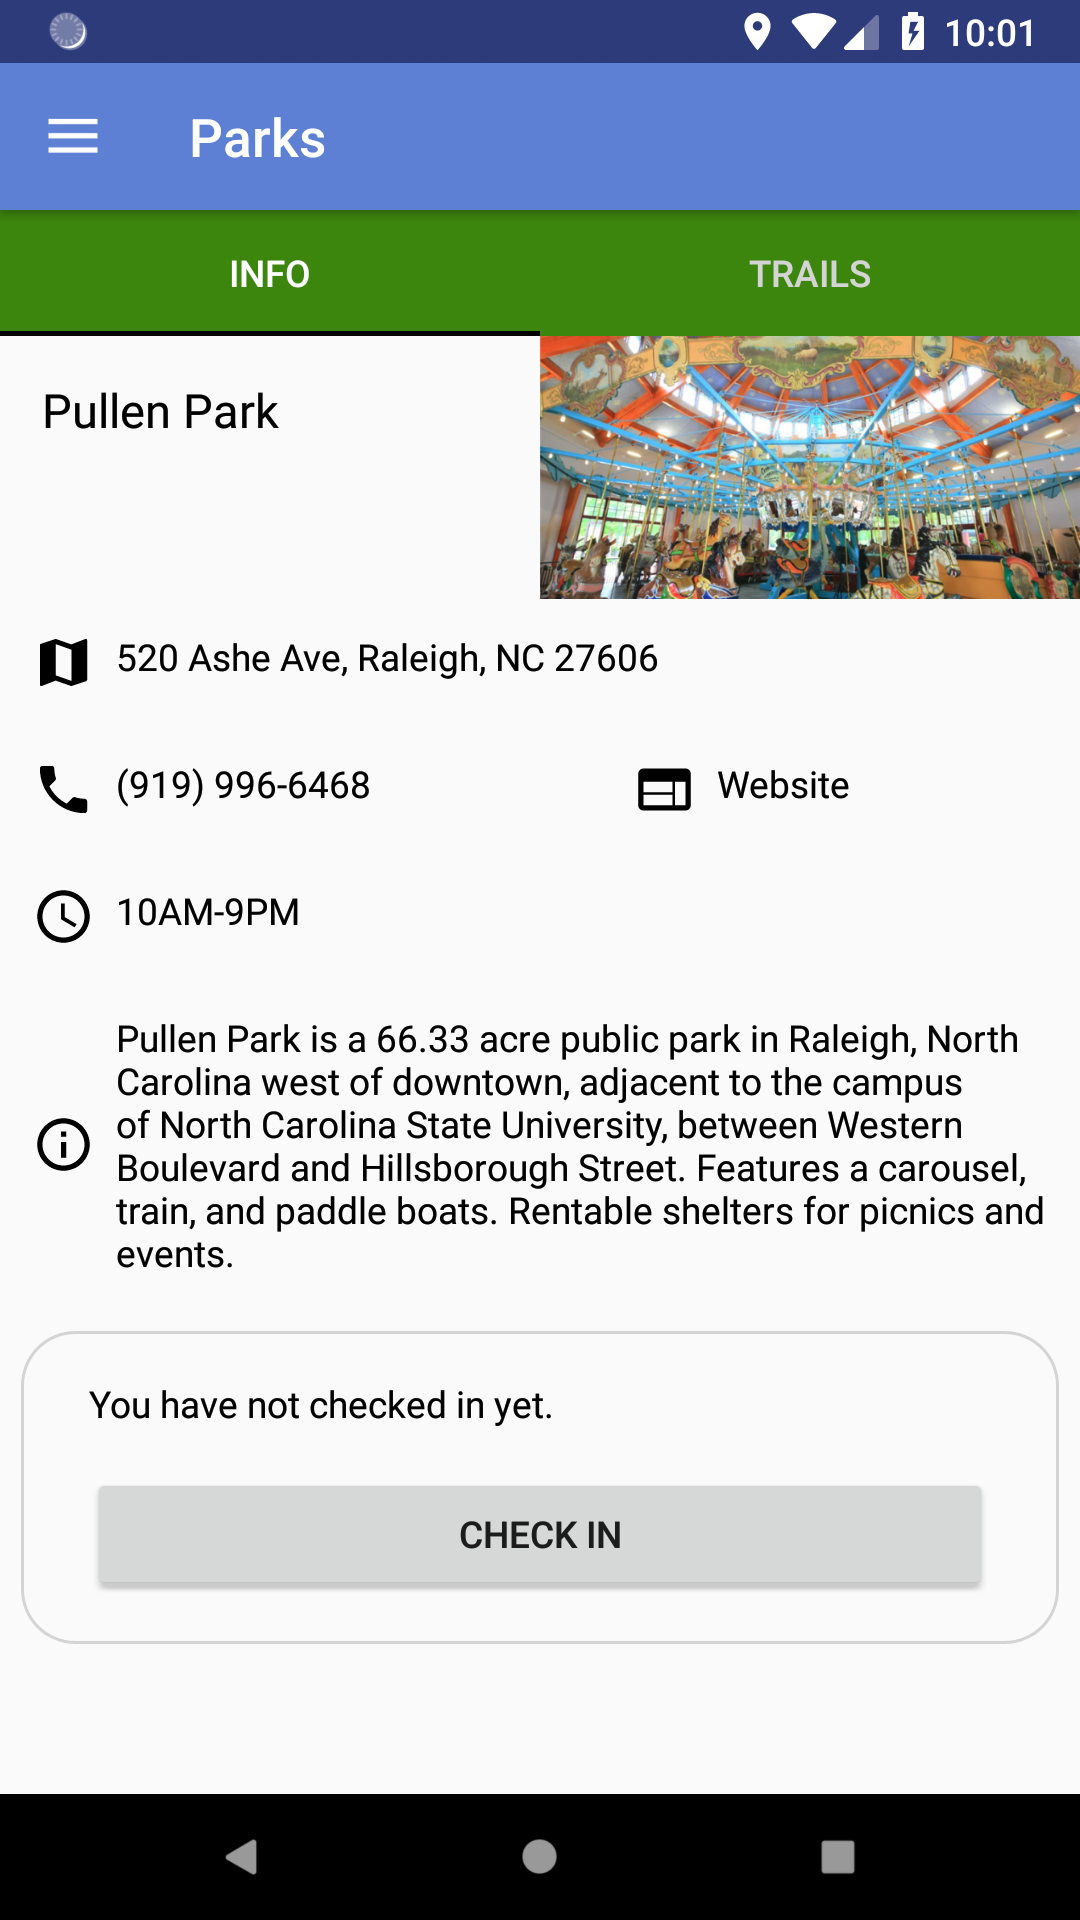 10:01
Parks
INFO
TRAILS
Pullen Park
520 Ashe Ave, Raleigh, NC 27606
(919) 996-6468
Website
10AM-9PM
Pullen Park is a 66.33 acre public park in Raleigh, North
Carolina west of downtown, adjacent to the campus
of North Carolina State University, between Western
Boulevard and Hillsborough Street. Features a carousel,
train, and paddle boats. Rentable shelters for picnics and
events.
You have not checked in yet.
CHECK IN